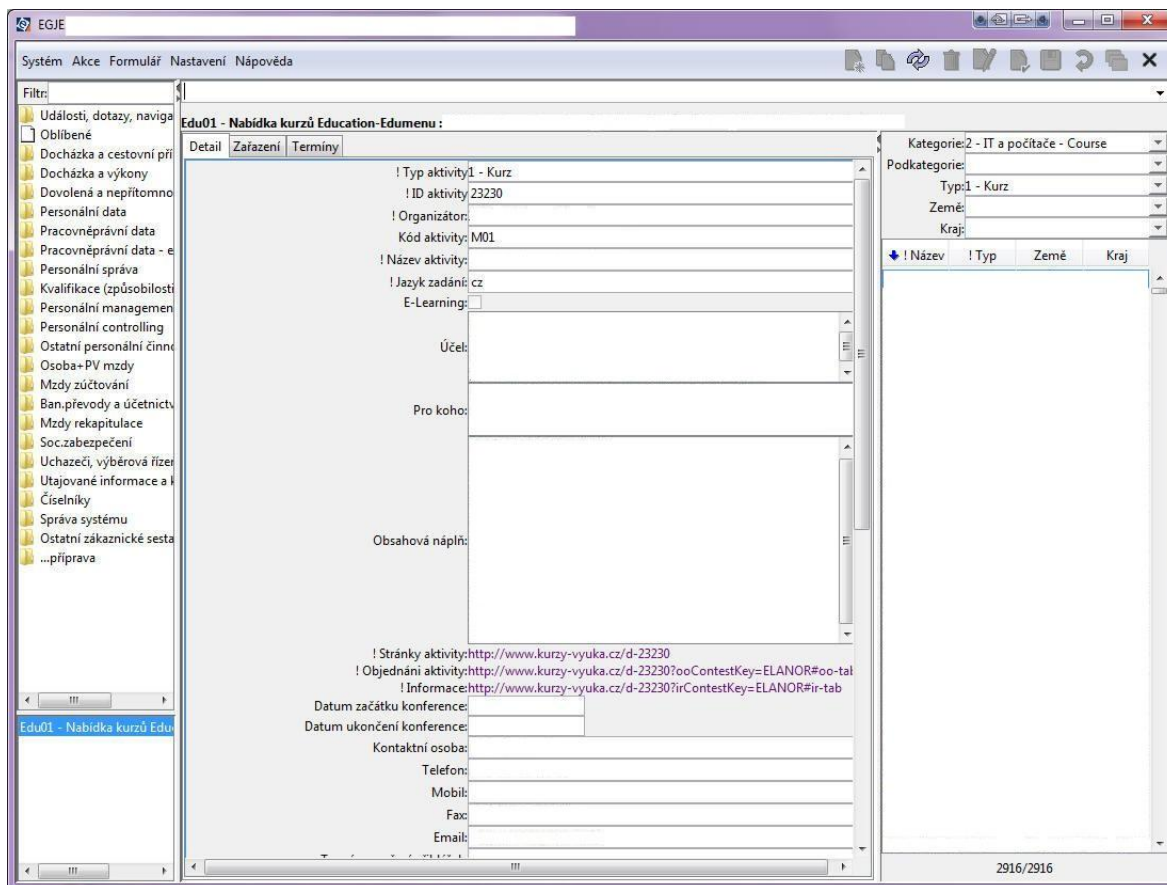 EGJE
Systém Akce Formulář Nastavení Nápověda
Filtr:
Události, dotazy, naviga
Oblíbené
Docházka a cestovní pří
Docházka a výkony
Dovolená a nepřítomno
Personální data
Pracovněprávní data
Pracovněprávní data - e
Personální správa
Kvalifikace (způsobilosti
Personální managemen
Personální controlling
Ostatní personální činno
Osoba+PV mzdy
Mzdy zúčtování
Ban.převody a účetnictv
Mzdy rekapitulace
Soc.zabezpečení
Uchazeči, výběrová řízer
Utajované informace a k
Číselníky
Správa systému
Ostatní zákaznické sesta
...příprava
Edu01 - Nabídka kurzů Edu
Edu01 - Nabídka kurzů Education-Edumenu :
Detail Zařazení Termíny
! Typ aktivity 1 - Kurz
! ID aktivity 23230
! Organizátor:
Kód aktivity: M01
! Název aktivity:
! Jazyk zadání: cz
E-Learning:
Účel:
Pro koho:
Obsahová náplň:
! Stránky aktivity: http://www.kurzy-vyuka.cz/d-23230
! Objednáni aktivity: http://www.kurzy-vyuka.cz/d-23230?ooContestKey=ELANOR#oo-tal
! Informace: http://www.kurzy-vyuka.cz/d-23230?irContestKey=ELANOR#ir-tab
Datum začátku konference:
Datum ukončení konference:
Kontaktní osoba:
Telefon:
Mobil:
Fax:
Email:
Kategorie: 2 - IT a počítače - Course
Podkategorie:
Typ: 1 - Kurz
Země:
Kraj:
! Název ! Typ Země Kraj
2916/2916